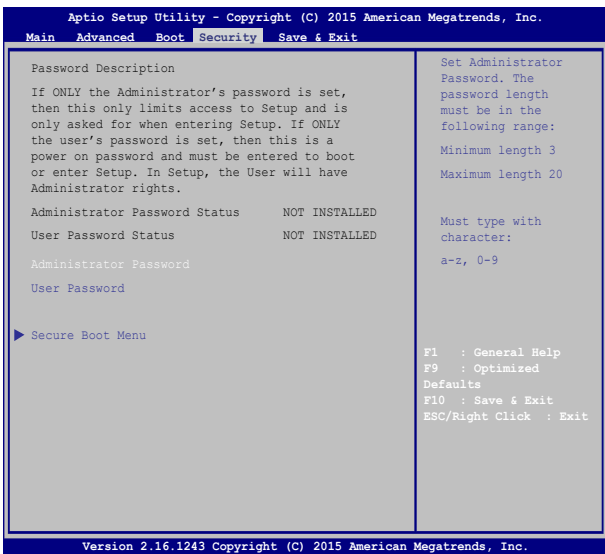 Aptio Setup Utility - Copyright (C) 2015 American Megatrends, Inc.
Main Advanced Boot Security Save & Exit
Password Description
If ONLY the Administrator's password is set,
then this only limits access to Setup and is
only asked for when entering Setup. If ONLY
the user's password is set, then this is a
power on password and must be entered to boot
or enter Setup. In Setup, the User will have
Administrator rights.
Administrator Password Status NOT INSTALLED
User Password Status NOT INSTALLED
Administrator Password
User Password
Secure Boot Menu
Set Administrator
Password. The
password length
must be in the
following range:
Minimum length 3
Maximum length 20
Must type with
character:
a-z, 0-9
F1 : General Help
F9 : Optimized
Defaults
F10 : Save & Exit
ESC/Right Click : Exit
Version 2.16.1243 Copyright (C) 2015 American Megatrends, Inc.